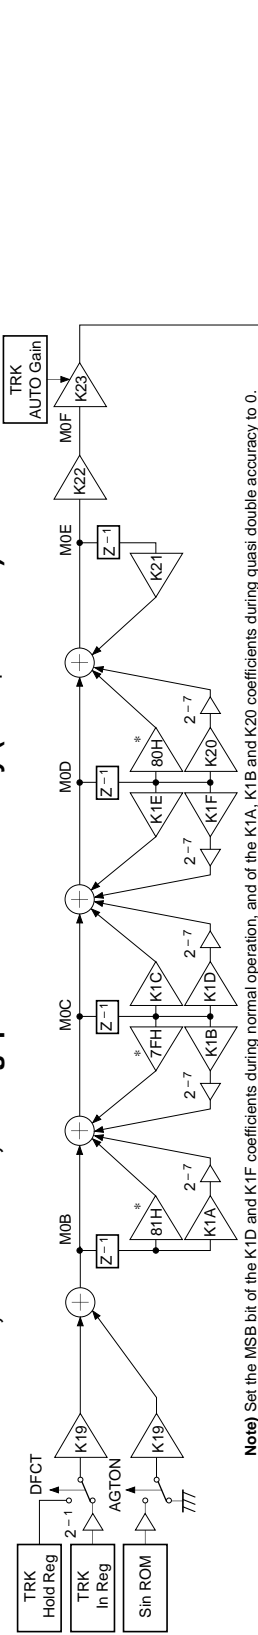 TRK
Hold Reg
TRK
In Reg
Sin ROM
DFCT
2−1
AGTON
K19
K19
M0B
Z−1
81H
*
K1A
2−7
7FH
*
K1B
2−7
M0C
Z−1
K1C
K1D
2−7
K1E
K1F
2−7
M0D
Z−1
80H
*
K20
2−7
K21
Z−1
M0E
K22
M0F
K23
TRK
AUTO Gain
Note) Set the MSB bit of the K1D and K1F coefficients during normal operation, and of the K1A, K1B and K20 coefficients during quasi double accuracy to 0.